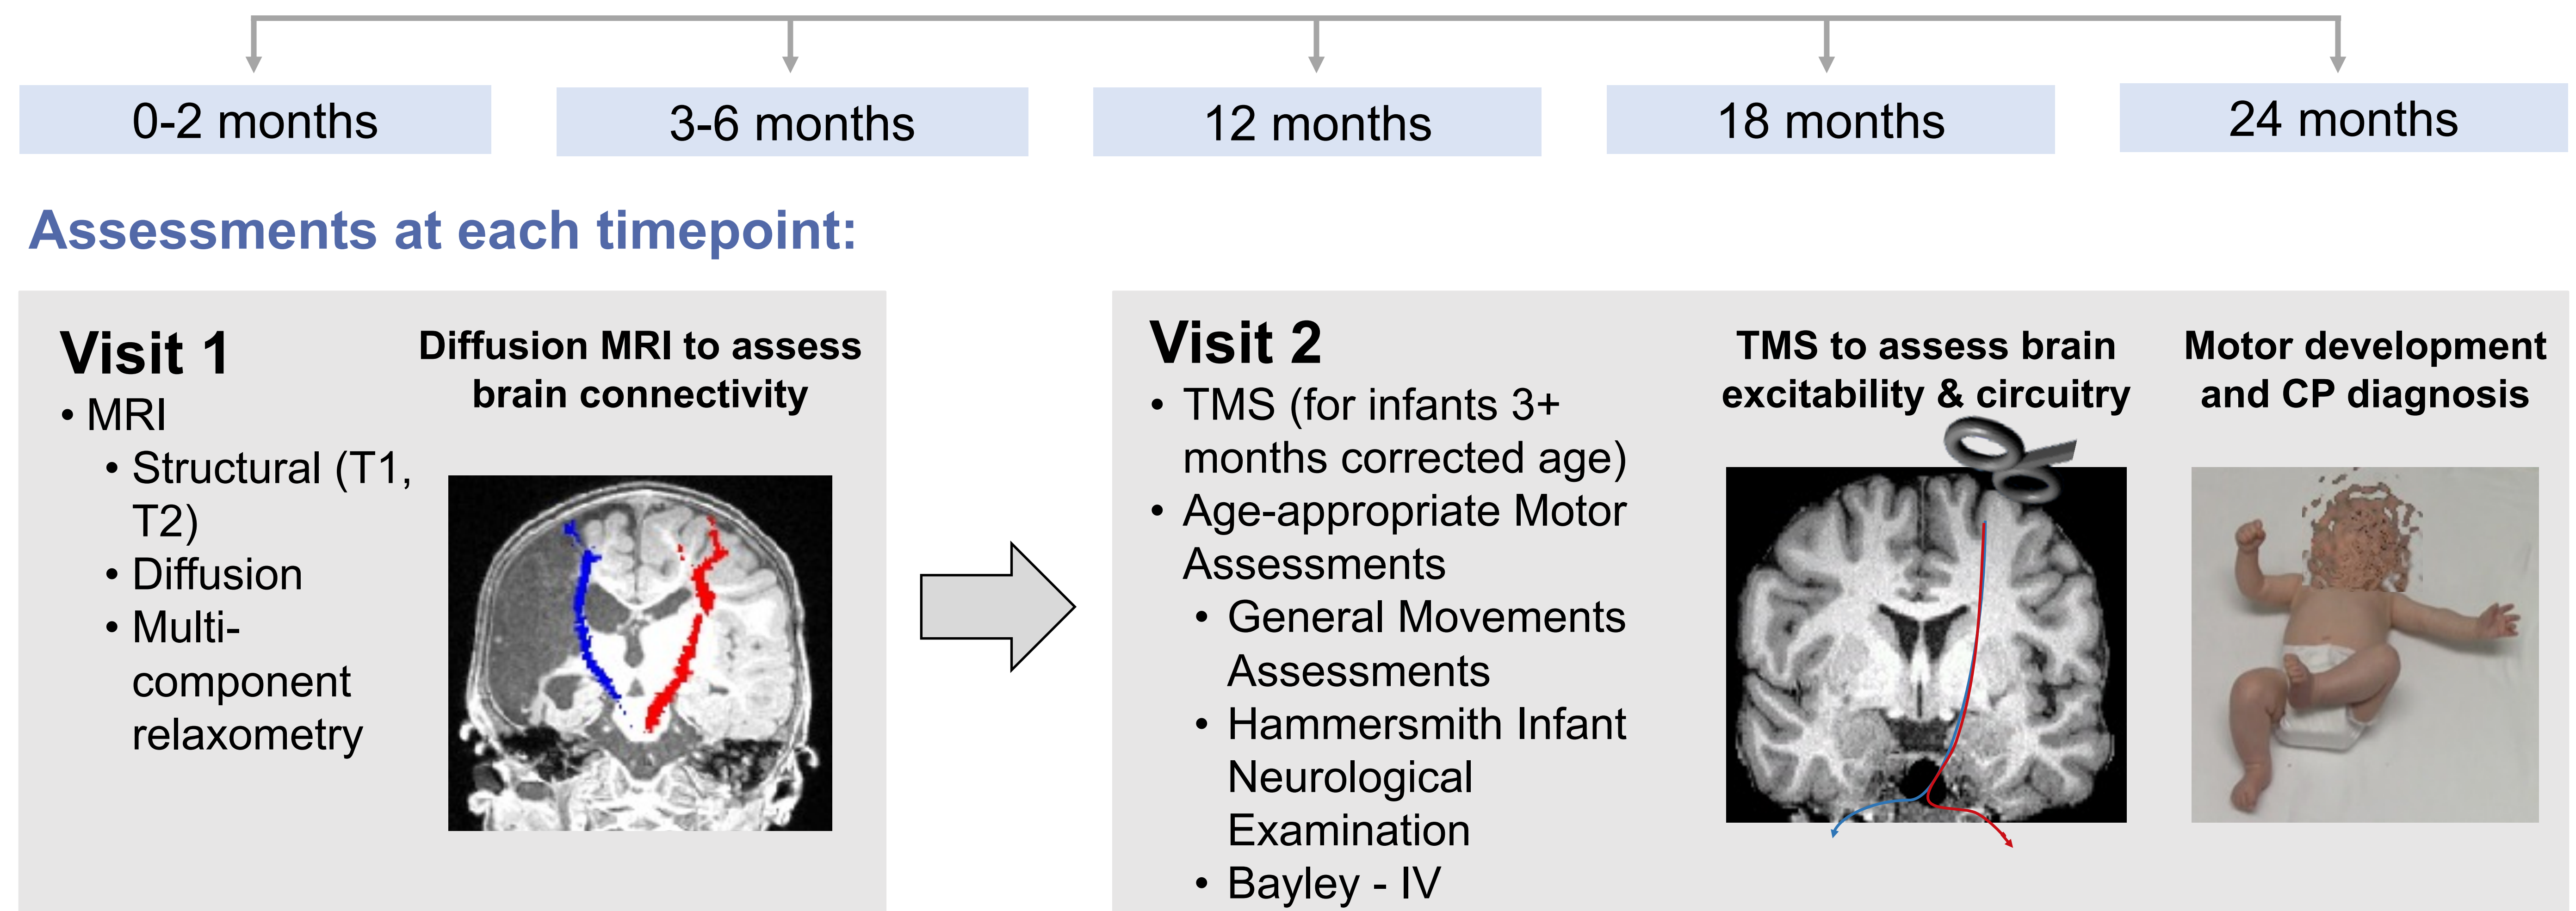 0-2 months
3-6 months
12 months
18 months
24 months
Assessments at each timepoint:
Visit 1
• MRI
• Structural (T1,
T2)
• Diffusion
• Multi-
component
relaxometry
Diffusion MRI to assess
brain connectivity
Visit 2
• TMS (for infants 3+
months corrected age)
• Age-appropriate Motor
Assessments
• General Movements
Assessments
• Hammersmith Infant
Neurological
Examination
• Bayley - IV
TMS to assess brain
excitability & circuitry
Motor development
and CP diagnosis